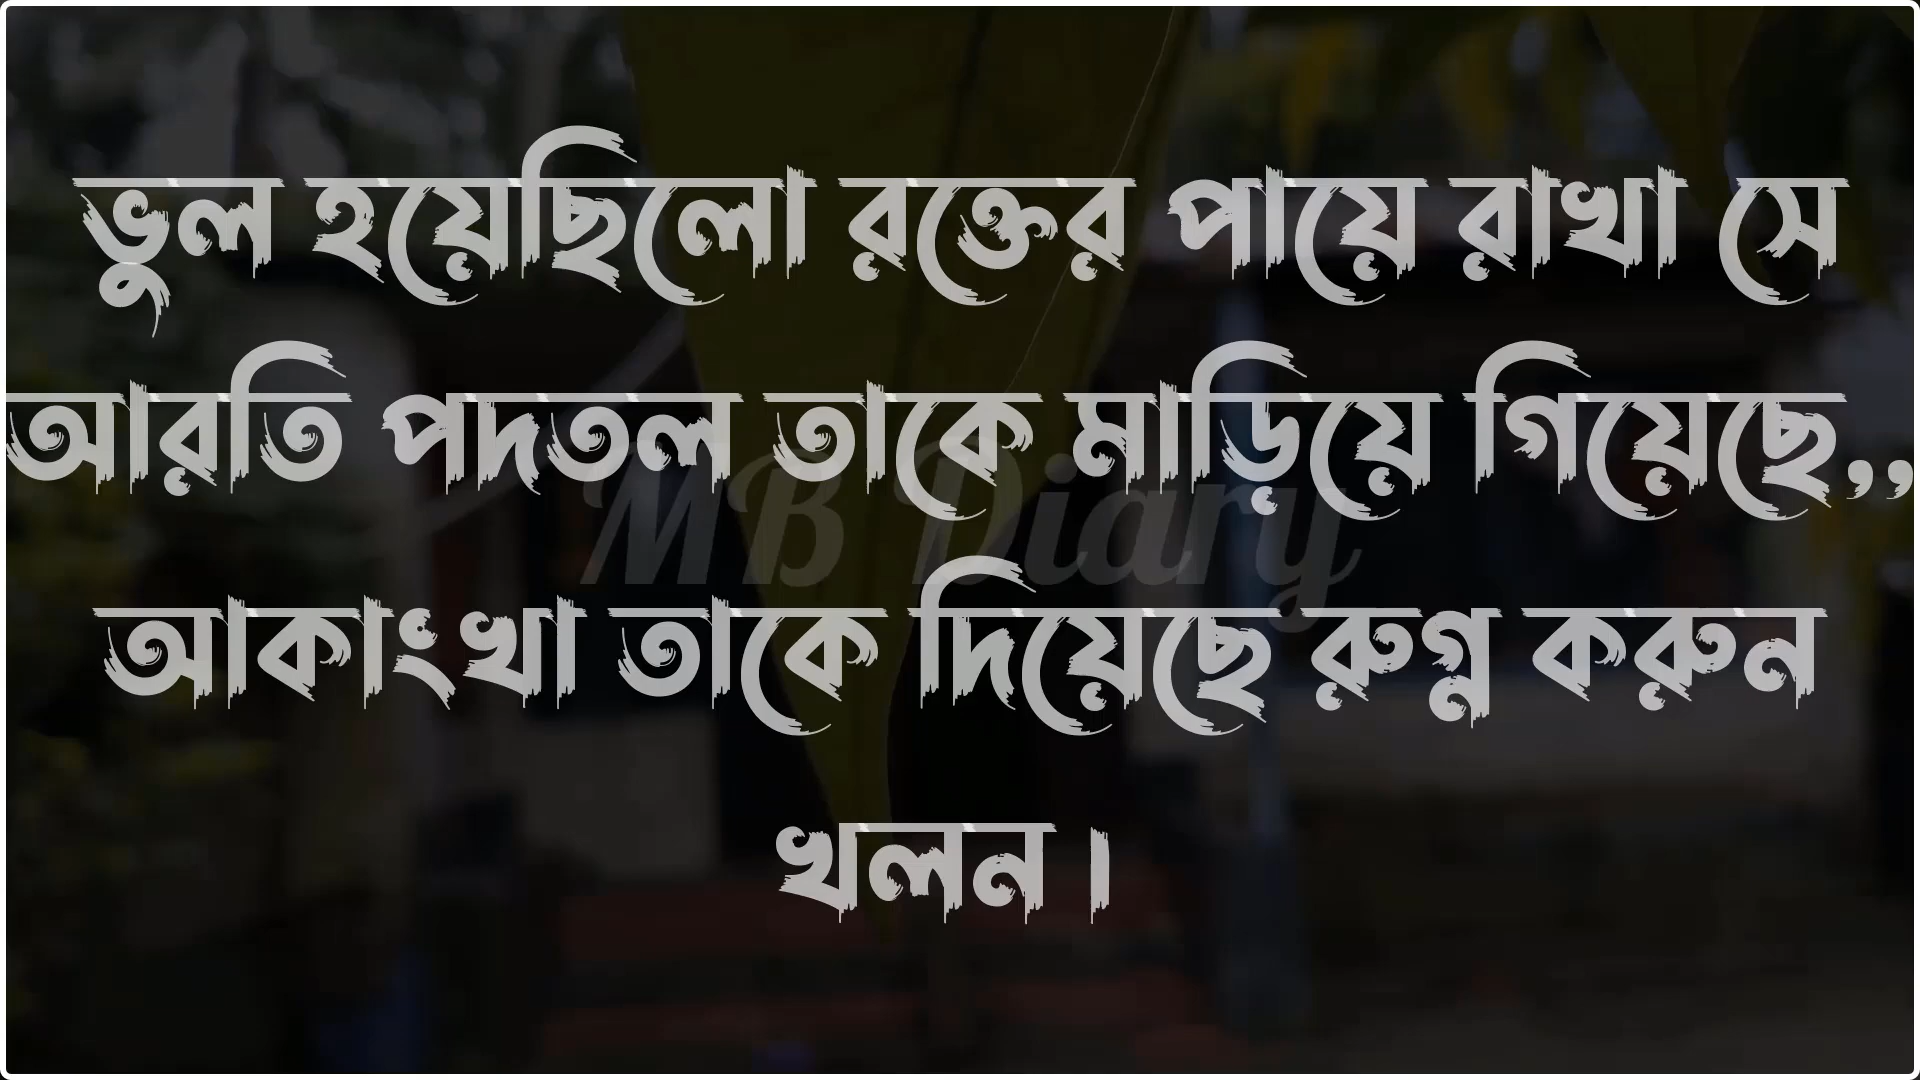 ভুল হয়েছিলো রক্তের পায়ে রাখা সে
আরতি পদতল তাকে মাড়িয়ে গিয়েছে,,
MB Diary
আকাংখা তাকে দিয়েছে রুগ্ন করুন
খলন।